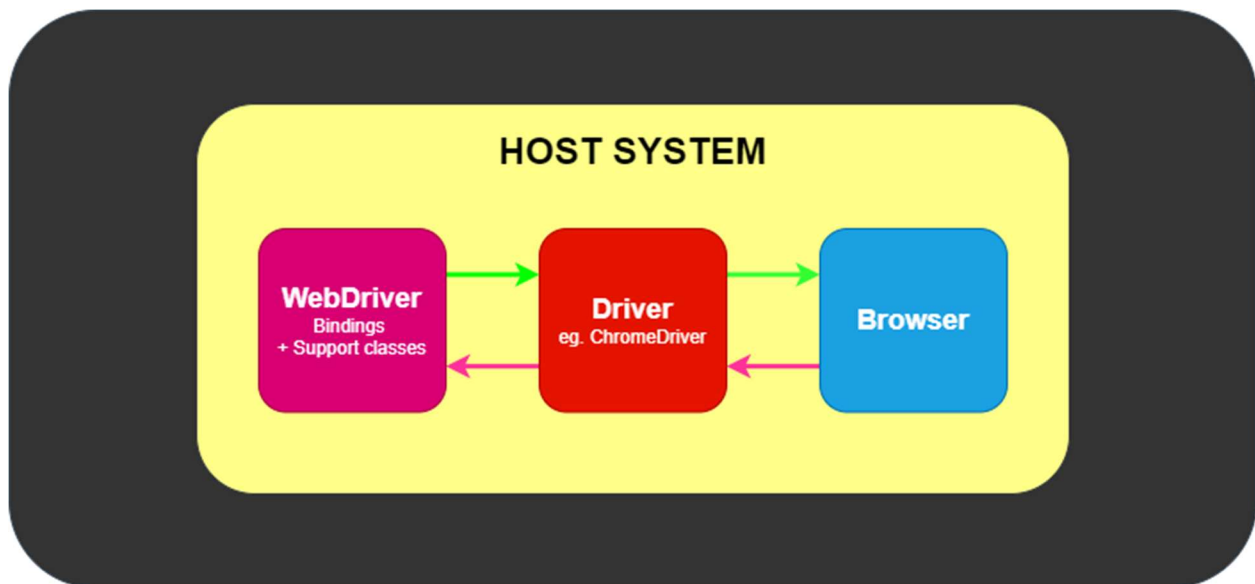 HOST SYSTEM
WebDriver
Bindings
+ Support classes
Driver
eg. ChromeDriver
Browser